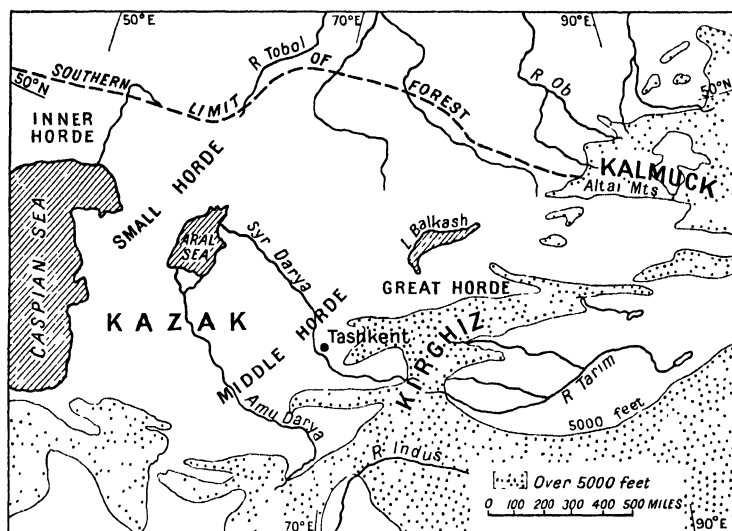 50°E
70°E
90°E
50°N
SOUTHERN LIMIT OF FOREST
R Tobol
R Ob
50°N
INNER
HORDE
SMALL HORDE
KALMUCK
Altai Mts
CASPIAN SEA
ARAL
SEA
Syr Darya
L Balkash
GREAT HORDE
KAZAK
MIDDLE HORDE
Tashkent
KIRGHIZ
R Tarim
Amu Darya
5000 feet
R Indus
Over 5000 feet
0 100 200 300 400 500 MILES
70°E
90°E